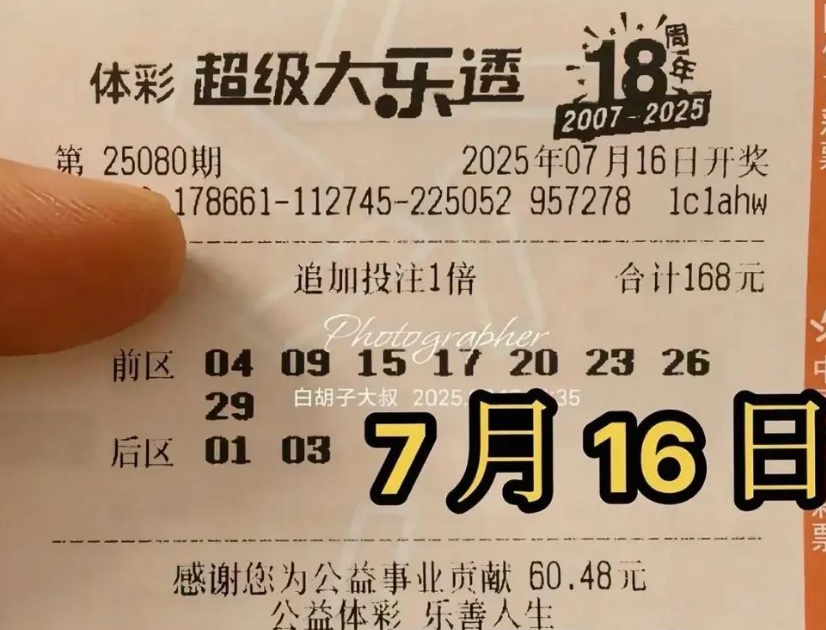 体彩 超级大乐透 18周年
2007-2025
第 25080期 2025年07月16日开奖
178661-112745-225052 957278 1c1ahw
追加投注1倍 合计168元
Photographer
前区 04 09 15 17 20 23 26
29
白胡子大叔 2025.
后区 01 03
7月16日
感谢您为公益事业贡献 60.48元
公益体彩 乐善人生